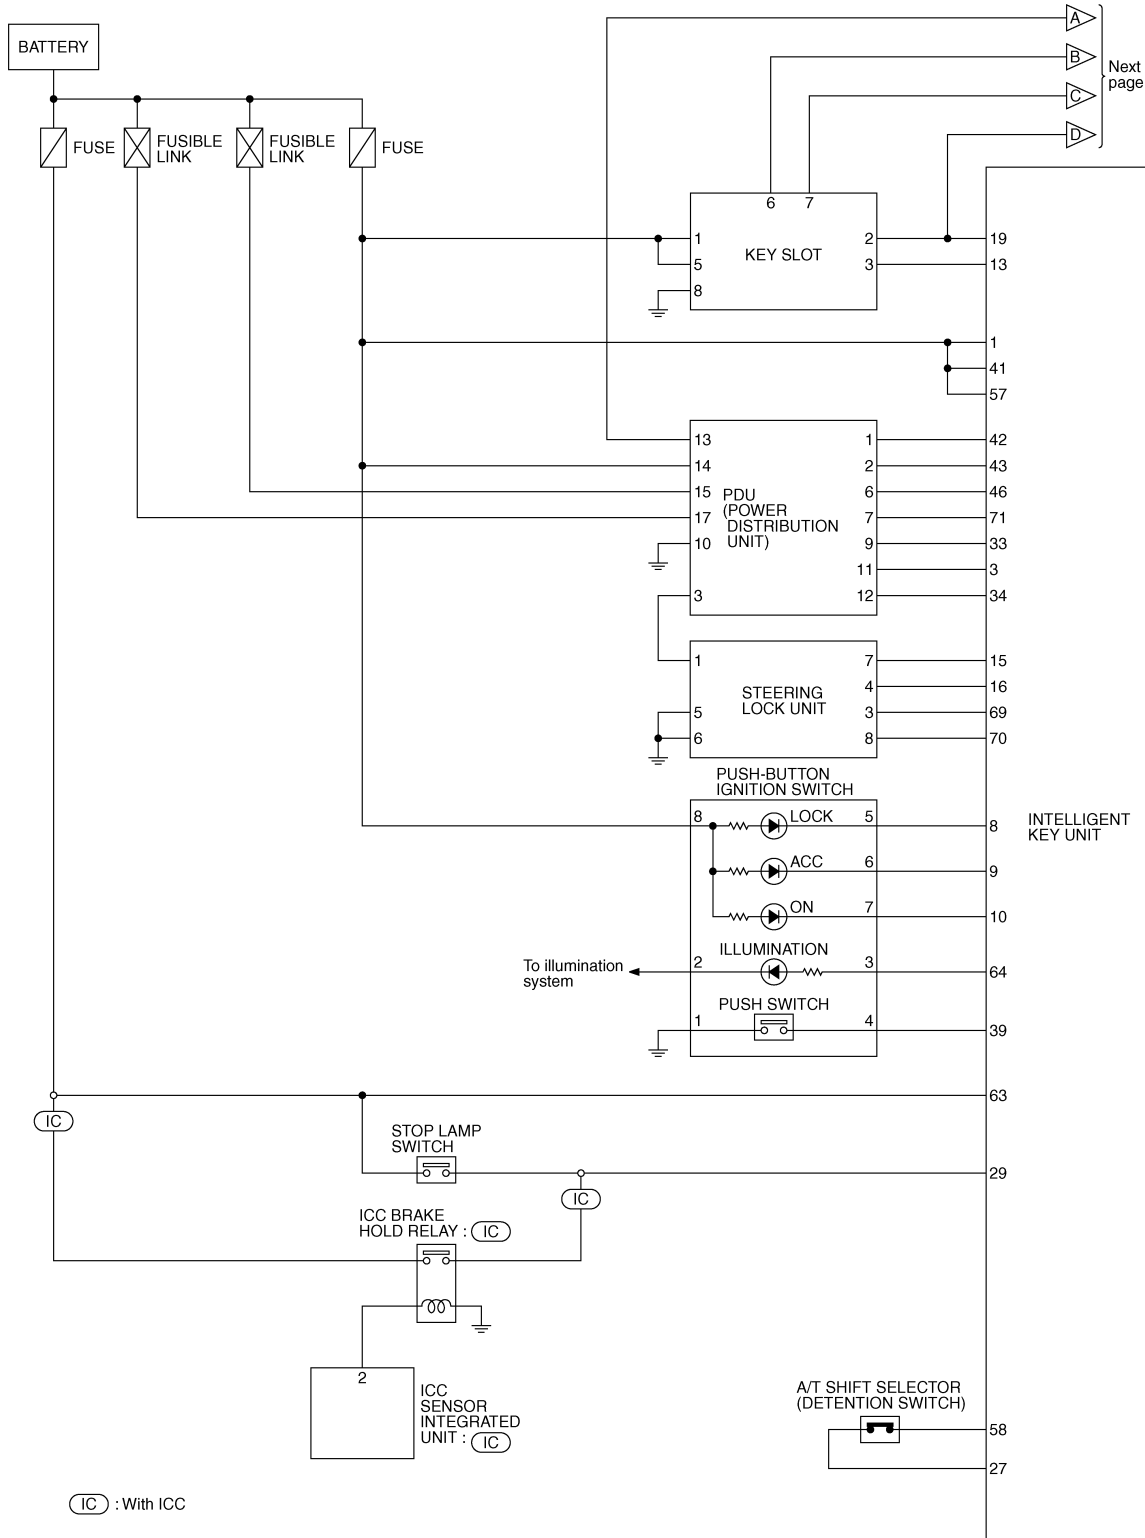 A
BATTERY
B
Next
page
C
D
FUSE
FUSIBLE
LINK
FUSIBLE
LINK
FUSE
6 7
1
KEY SLOT
2
19
5
3
13
8
1
41
57
13
1
42
14
2
43
15
6
46
PDU
(POWER
DISTRIBUTION
UNIT)
17
7
71
10
9
33
11
3
3
12
34
1
7
15
STEERING
LOCK UNIT
4
16
5
3
69
6
8
70
PUSH-BUTTON
IGNITION SWITCH
8
LOCK
5
8
INTELLIGENT
KEY UNIT
ACC
6
9
ON
7
10
ILLUMINATION
To illumination
system
2
3
64
PUSH SWITCH
1
4
39
63
IC
STOP LAMP
SWITCH
29
IC
ICC BRAKE
HOLD RELAY : IC
2
ICC
SENSOR
INTEGRATED
UNIT : IC
A/T SHIFT SELECTOR
(DETENTION SWITCH)
58
27
IC : With ICC